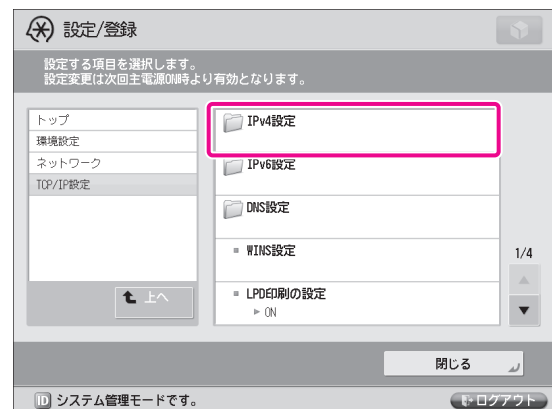 設定/登録
設定する項目を選択します。
設定変更は次回主電源ON時より有効となります。
トップ
環境設定
ネットワーク
TCP/IP設定
上へ
IPv4設定
IPv6設定
DNS設定
WINS設定
LPD印刷の設定
► ON
1/4
閉じる
ID システム管理モードです。
ログアウト